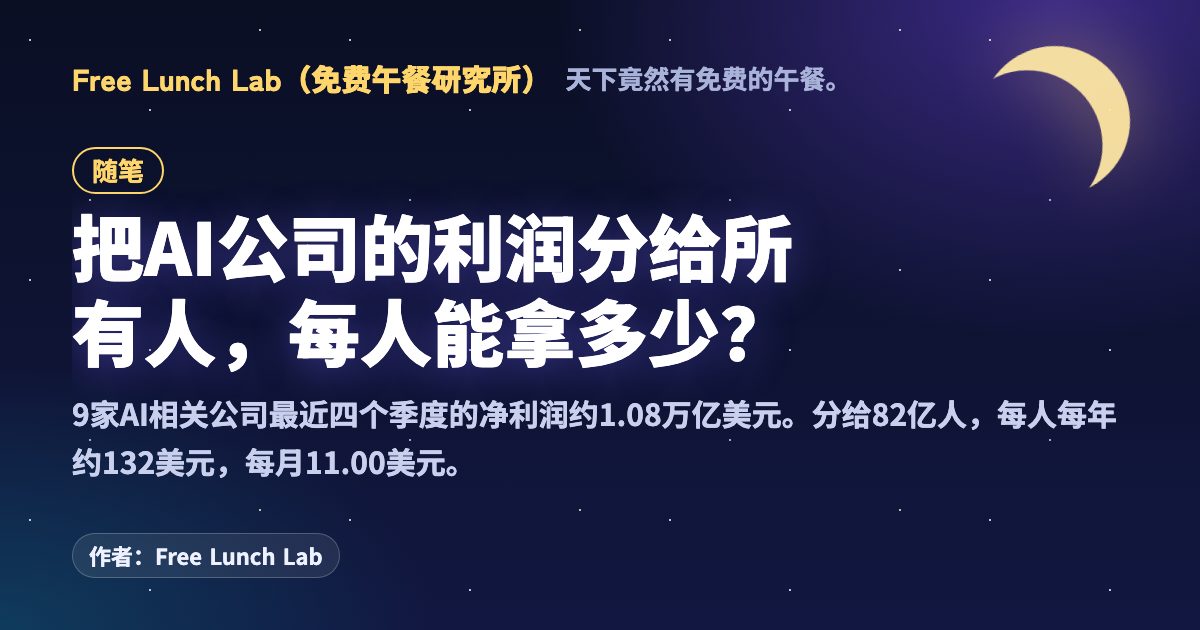 Free Lunch Lab（免费午餐研究所） 天下竟然有免费的午餐。
随笔
把AI公司的利润分给所
有人，每人能拿多少？
9家AI相关公司最近四个季度的净利润约1.08万亿美元。分给82亿人，每人每年
约132美元，每月11.00美元。
作者：Free Lunch Lab